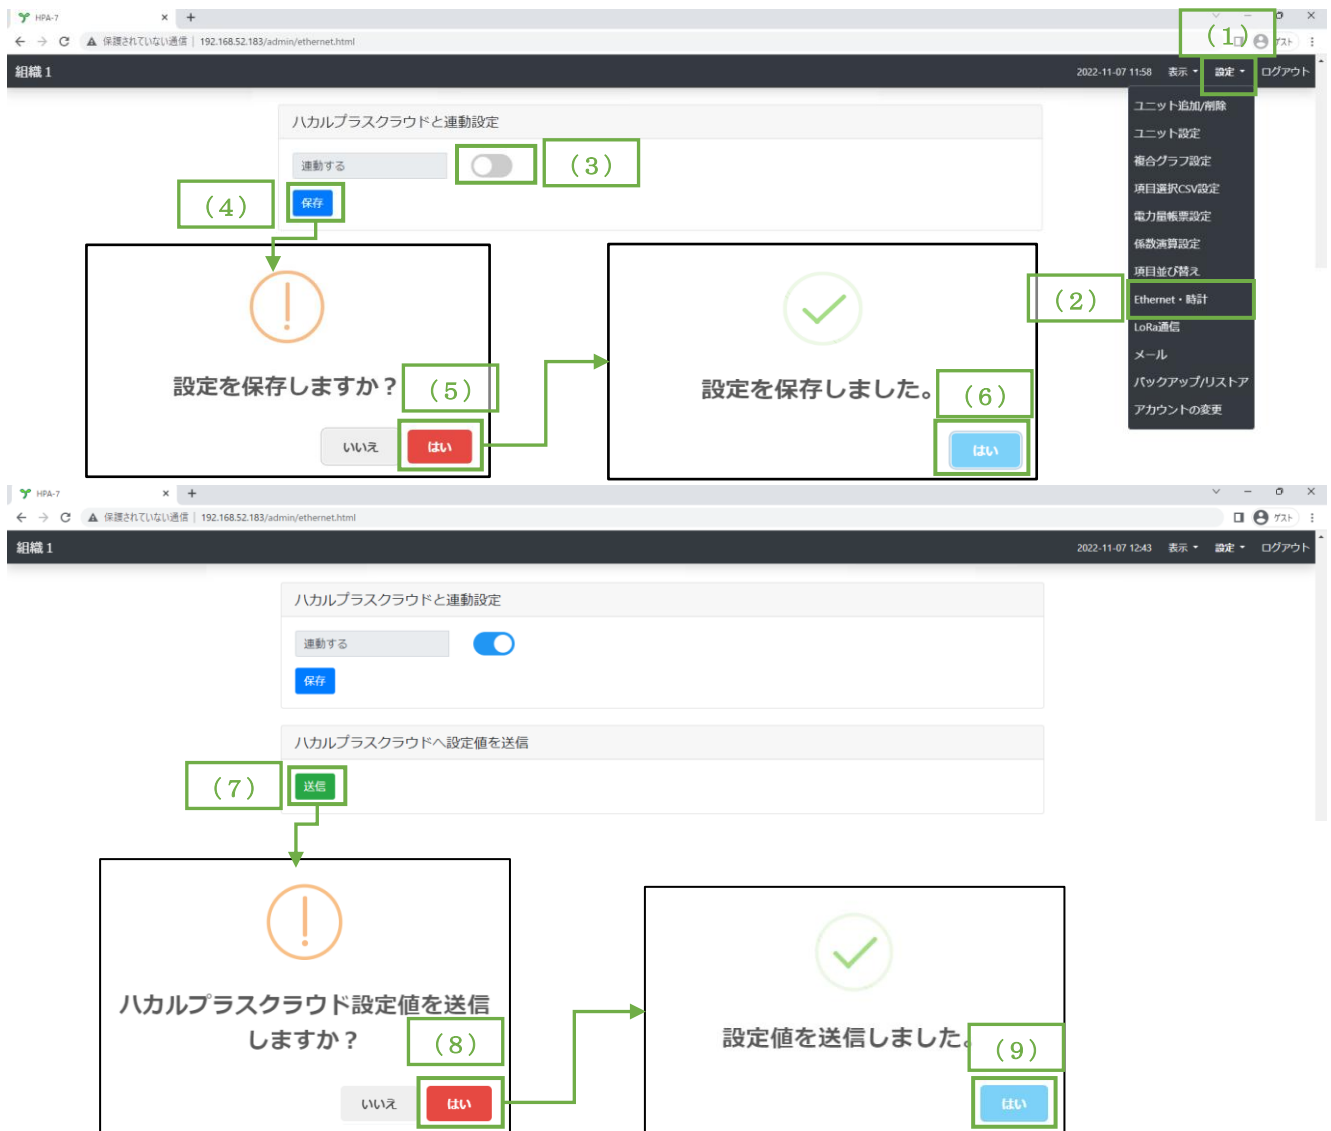 HPA-7
保護されていない通信 | 192.168.52.183/admin/ethernet.html
ゲスト
(1)
組織 1
2022-11-07 11:58 表示 設定 ログアウト
ユニット追加/削除
ユニット設定
複合グラフ設定
項目選択CSV設定
電力量帳票設定
係数演算設定
項目並び替え
Ethernet・時計
LoRa通信
メール
バックアップ/リストア
アカウントの変更
(2)
ハカルプラスクラウドと連動設定
連動する
(3)
(4)
保存
設定を保存しますか？
(5)
いいえ
はい
設定を保存しました。
(6)
はい
HPA-7
保護されていない通信 | 192.168.52.183/admin/ethernet.html
ゲスト
組織 1
2022-11-07 12:43 表示 設定 ログアウト
ハカルプラスクラウドと連動設定
連動する
保存
ハカルプラスクラウドへ設定値を送信
(7)
送信
ハカルプラスクラウド設定値を送信
しますか？
(8)
いいえ
はい
設定値を送信しました。
(9)
はい